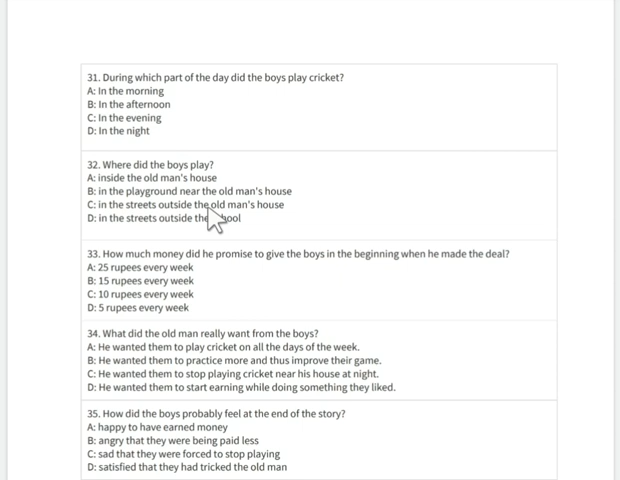 31. During which part of the day did the boys play cricket?
A: In the morning
B: In the afternoon
C: In the evening
D: In the night
32. Where did the boys play?
A: inside the old man's house
B: in the playground near the old man's house
C: in the streets outside the old man's house
D: in the streets outside the
33. How much money did he promise to give the boys in the beginning when he made the deal?
A: 25 rupees every week
B: 15 rupees every week
C: 10 rupees every week
D: 5 rupees every week
34. What did the old man really want from the boys?
A: He wanted them to play cricket on all the days of the week.
B: He wanted them to practice more and thus improve their game.
C: He wanted them to stop playing cricket near his house at night.
D: He wanted them to start earning while doing something they liked.
35. How did the boys probably feel at the end of the story?
A: happy to have earned money
B: angry that they were being paid less
C: sad that they were forced to stop playing
D: satisfied that they had tricked the old man